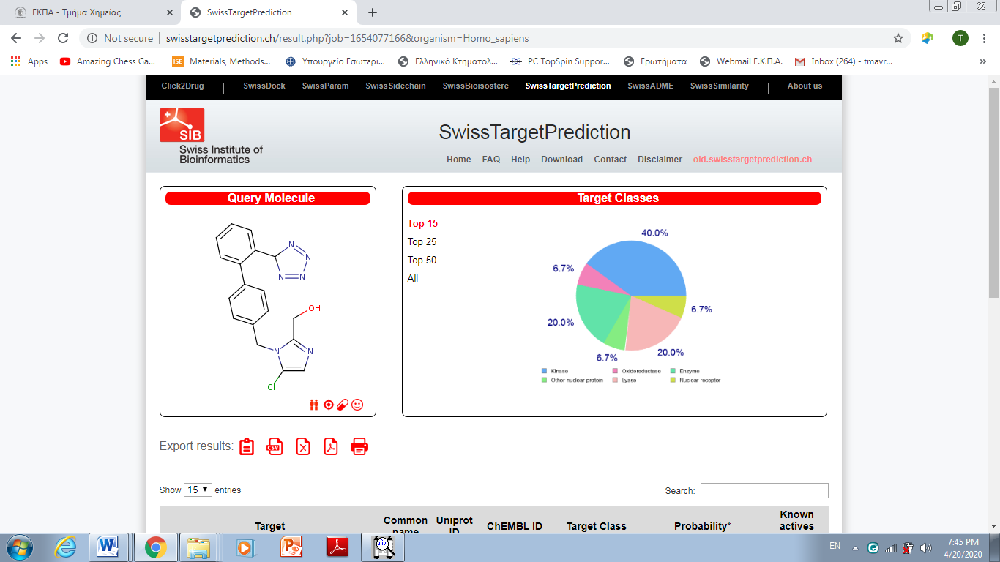 ΕΚΠΑ - Τμήμα Χημείας
SwissTargetPrediction
Not secure
swisstargetprediction.ch/result.php?job=1654077166&organism=Homo_sapiens
T
Apps
Amazing Chess Ga...
ISE Materials, Methods...
Υπουργείο Εσωτερι...
Ελληνικό Κτηματολ...
PC TopSpin Suppor...
Ερωτήματα
Webmail Ε.Κ.Π.Α.
Inbox (264) - tmavr...
»
Click2Drug | SwissDock SwissParam SwissSidechain SwissBioisostere SwissTargetPrediction SwissADME SwissSimilarity | About us
SIB
Swiss Institute of
Bioinformatics
SwissTargetPrediction
Home FAQ Help Download Contact Disclaimer old.swisstargetprediction.ch
Query Molecule
N
N
N
N
OH
N
N
Cl
Target Classes
Top 15
Top 25
Top 50
All
40.0%
6.7%
6.7%
20.0%
20.0%
6.7%
Kinase Oxidoreductase Enzyme
Other nuclear protein Lyase Nuclear receptor
Export results:
CSV
Show 15 entries
Search:
Target
Common name
Uniprot ID
ChEMBL ID
Target Class
Probability*
Known actives
EN
7:45 PM
4/20/2020